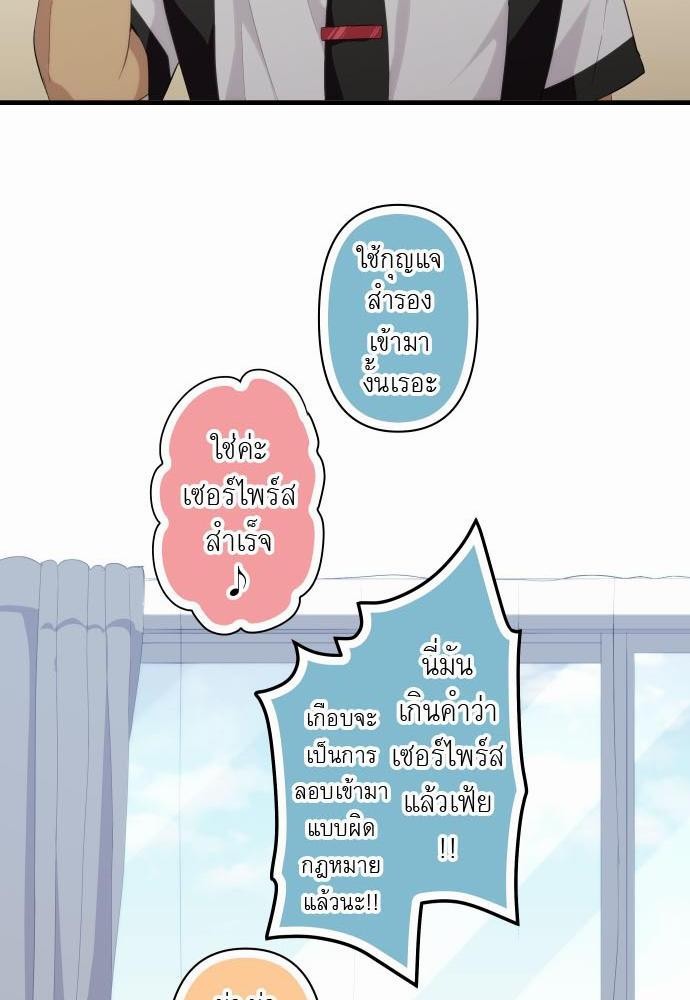 ใช้กุญแจ
สำรอง
เข้ามา
งั้นเรอะ
ใช่ค่ะ
เซอร์ไพร์ส
สำเร็จ
♪
นี่มัน
เกินคำว่า
เซอร์ไพร์ส
แล้วเฟ้ย
!!
เกือบจะ
เป็นการ
ลอบเข้ามา
แบบผิด
กฎหมาย
แล้วนะ!!